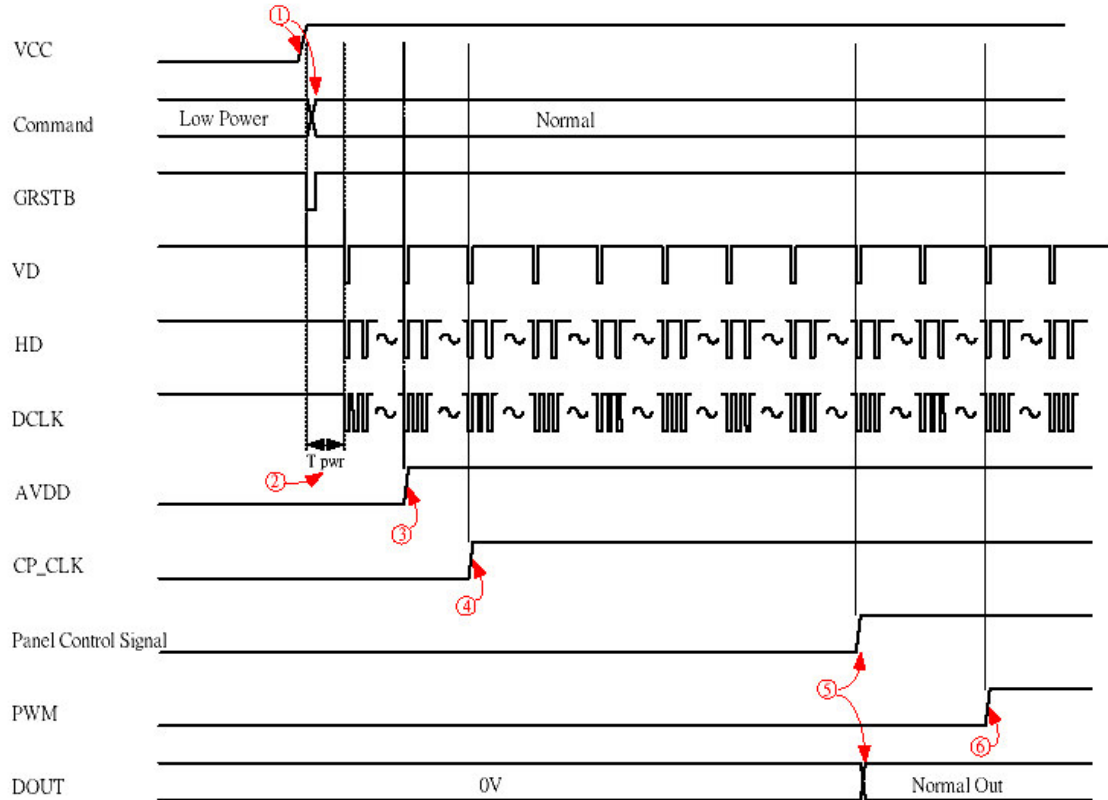 ①
VCC
Command
Low Power
Normal
GRSTB
VD
HD
DCLK
T pwr
②
AVDD
③
CP_CLK
④
Panel Control Signal
⑤
PWM
⑥
DOUT
0V
Normal Out